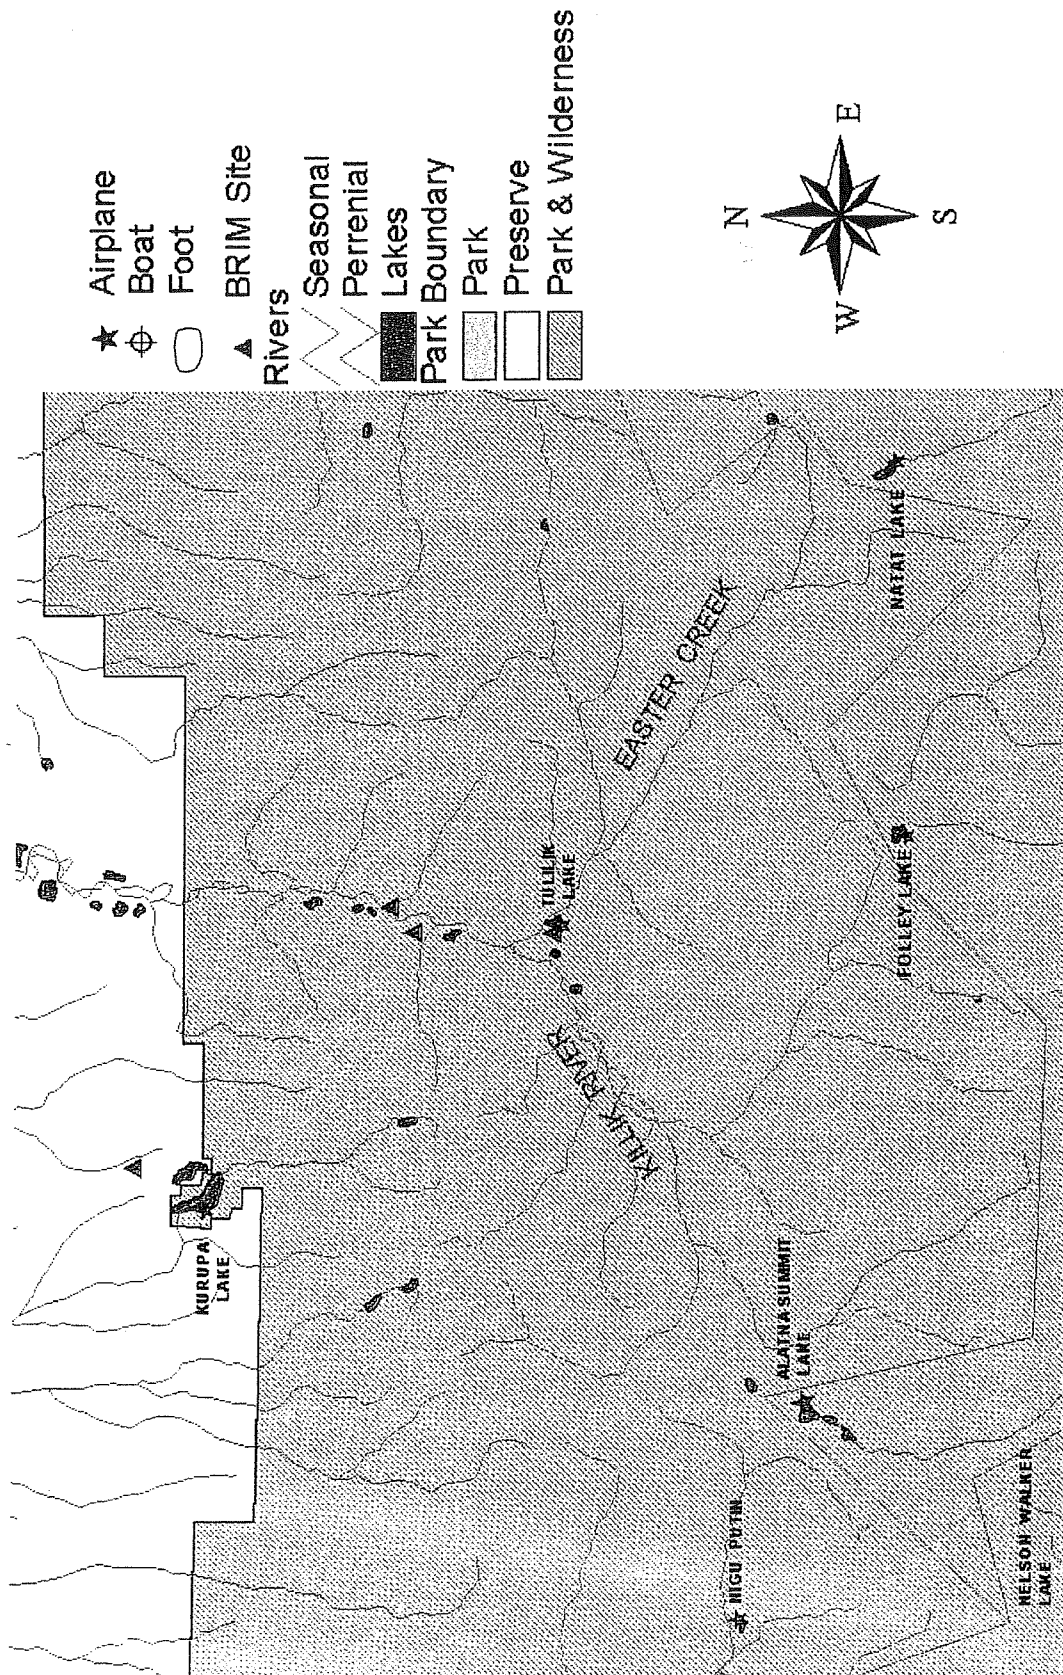 Airplane
Boat
Foot
BRIM Site
Rivers
Seasonal
Perrenial
Lakes
Park Boundary
Park
Preserve
Park & Wilderness
N
W
E
S
KURUPA
LAKE
TULILIK
LAKE
EASTER CREEK
KILLIK RIVER
NATAT LAKE
FOLLEY LAKE
ALATNA SUMMIT
LAKE
NIGU PUTIN
NELSON WALKER
LAKE